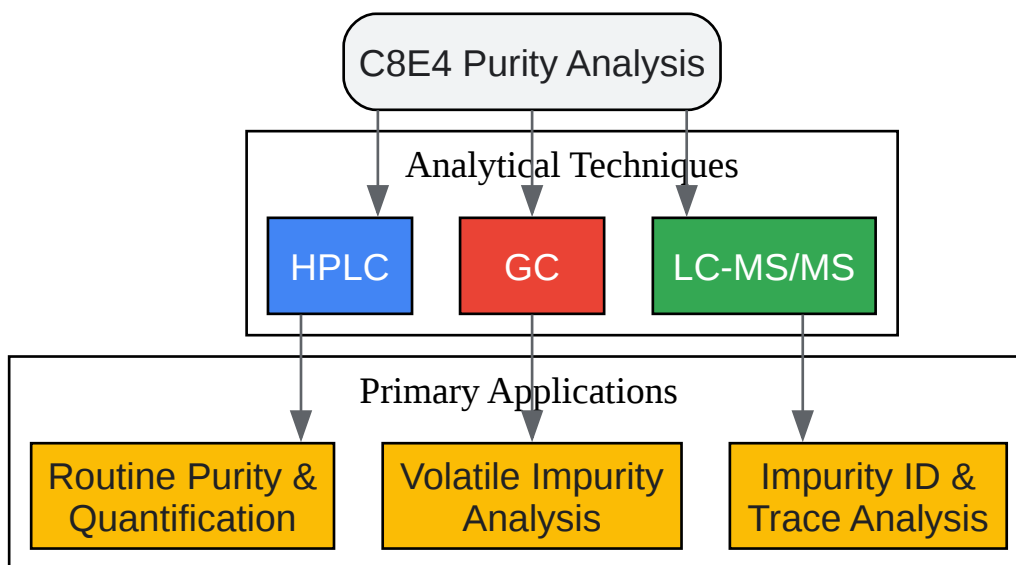 C8E4 Purity Analysis
Analytical Techniques
HPLC
GC
LC-MS/MS
Primary Applications
Routine Purity &
Quantification
Volatile Impurity
Analysis
Impurity ID &
Trace Analysis